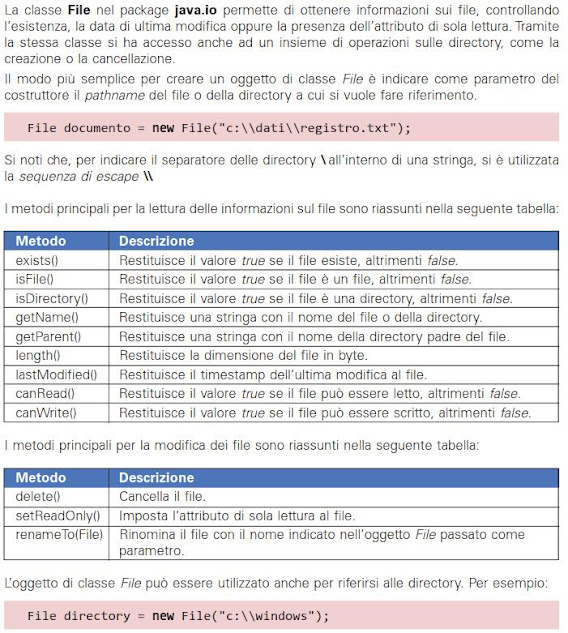 La classe File nel package java.io permette di ottenere informazioni sui file, controllando
l'esistenza, la data di ultima modifica oppure la presenza dell'attributo di sola lettura. Tramite
la stessa classe si ha accesso anche ad un insieme di operazioni sulle directory, come la
creazione o la cancellazione.
Il modo più semplice per creare un oggetto di classe File è indicare come parametro del
costruttore il pathname del file o della directory a cui si vuole fare riferimento.
File documento = new File("c:\\dati\\registro.txt");
Si noti che, per indicare il separatore delle directory \ all'interno di una stringa, si è utilizzata
la sequenza di escape \\
I metodi principali per la lettura delle informazioni sul file sono riassunti nella seguente tabella:
Metodo Descrizione
exists() Restituisce il valore true se il file esiste, altrimenti false.
isFile() Restituisce il valore true se il file è un file, altrimenti false.
isDirectory() Restituisce il valore true se il file è una directory, altrimenti false.
getName() Restituisce una stringa con il nome del file o della directory.
getParent() Restituisce una stringa con il nome della directory padre del file.
length() Restituisce la dimensione del file in byte.
lastModified() Restituisce il timestamp dell'ultima modifica al file.
canRead() Restituisce il valore true se il file può essere letto, altrimenti false.
canWrite() Restituisce il valore true se il file può essere scritto, altrimenti false.
I metodi principali per la modifica dei file sono riassunti nella seguente tabella:
Metodo Descrizione
delete() Cancella il file.
setReadOnly() Imposta l'attributo di sola lettura al file.
renameTo(File) Rinomina il file con il nome indicato nell'oggetto File passato come
parametro.
L'oggetto di classe File può essere utilizzato anche per riferirsi alle directory. Per esempio:
File directory = new File("c:\\windows");